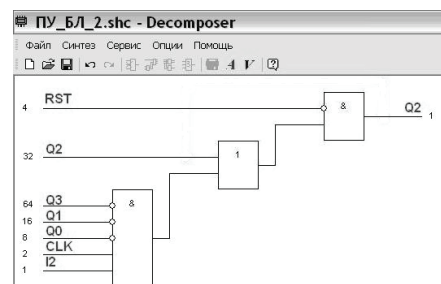 ПУ_БЛ_2.shc - Decomposer
Файл Синтез Сервис Опции Помощь
A V
4 RST & Q2 1
32 Q2 1
64 Q3 &
16 Q1
8 Q0
2 CLK
1 I2